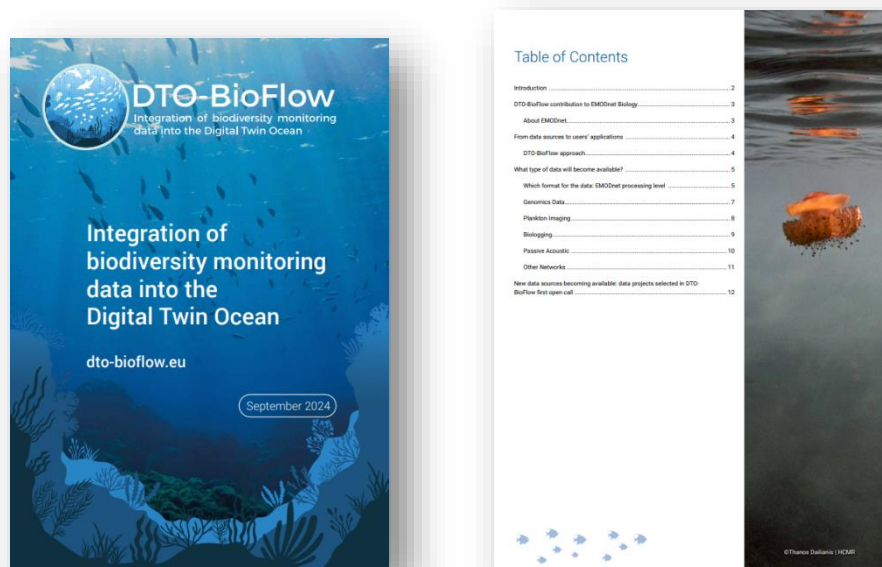 DTO-BioFlow
Integration of biodiversity monitoring
data into the Digital Twin Ocean
Integration of
biodiversity monitoring
data into the
Digital Twin Ocean
dto-bioflow.eu
September 2024
Table of Contents
Introduction 2
DTO-BioFlow contribution to EMODnet Biology 3
About EMODnet 3
From data sources to users' applications 4
DTO-BioFlow approach 4
What type of data will become available? 5
Which format for the data: EMODnet processing level 5
Genomics Data 7
Plankton Imaging 8
Biologging 9
Passive Acoustic 10
Other Networks 11
New data sources becoming available: data projects selected in DTO-
BioFlow first open call 12
©Thanos Dailianis | HCMR